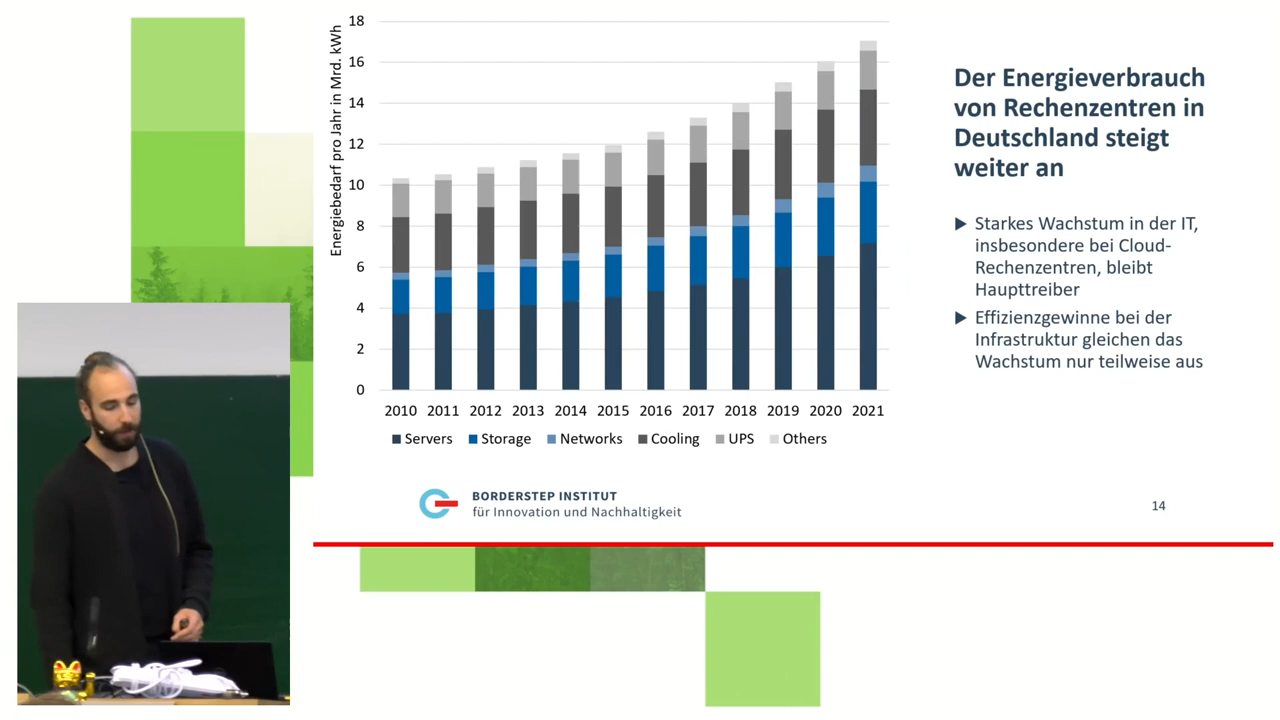 Energiebedarf pro Jahr in Mrd. kWh
18
16
14
12
10
8
6
4
2
0
2010 2011 2012 2013 2014 2015 2016 2017 2018 2019 2020 2021
Servers Storage Networks Cooling UPS Others
Der Energieverbrauch
von Rechenzentren in
Deutschland steigt
weiter an
Starkes Wachstum in der IT,
insbesondere bei Cloud-
Rechenzentren, bleibt
Haupttreiber
Effizienzgewinne bei der
Infrastruktur gleichen das
Wachstum nur teilweise aus
BORDERSTEP INSTITUT
für Innovation und Nachhaltigkeit
14